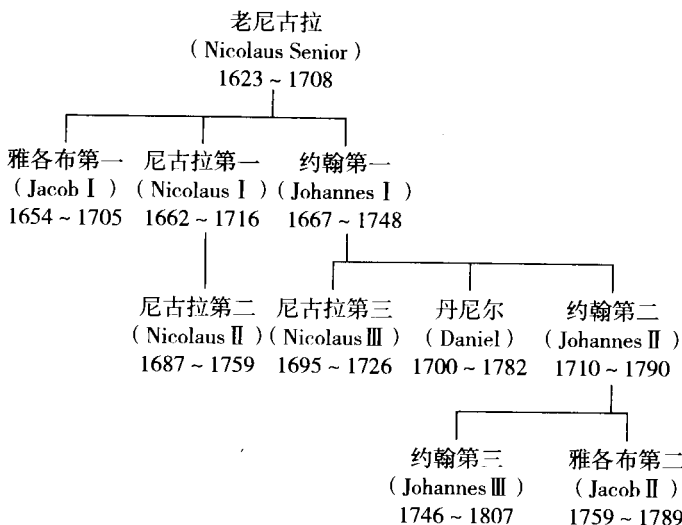 老尼古拉
(Nicolaus Senior)
1623 ~ 1708
雅各布第一 尼古拉第一 约翰第一
(Jacob Ⅰ) (Nicolaus Ⅰ) (Johannes Ⅰ)
1654 ~ 1705 1662 ~ 1716 1667 ~ 1748
尼古拉第二 尼古拉第三 丹尼尔 约翰第二
(Nicolaus Ⅱ) (Nicolaus Ⅲ) (Daniel) (Johannes Ⅱ)
1687 ~ 1759 1695 ~ 1726 1700 ~ 1782 1710 ~ 1790
约翰第三 雅各布第二
(Johannes Ⅲ) (Jacob Ⅱ)
1746 ~ 1807 1759 ~ 1789